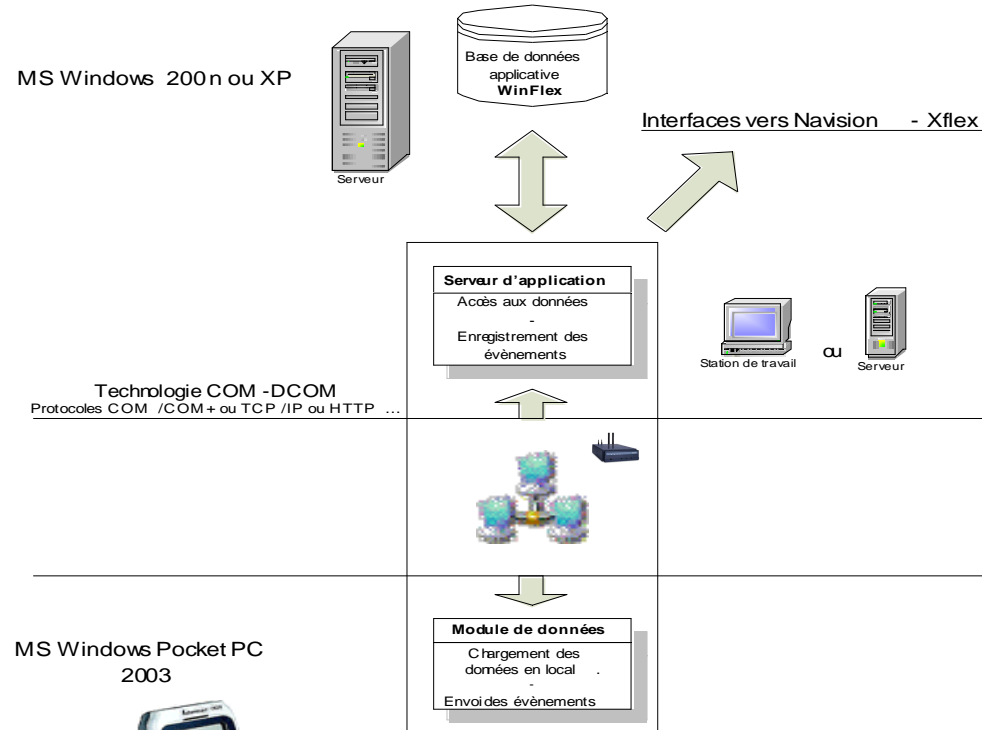 MS Windows 200n ou XP
Serveur
Base de données
applicative
WinFlex
Interfaces vers Navision - Xflex
Serveur d'application
Accès aux données
-
Enregistrement des
évènements
Station de travail
ou
Serveur
Technologie COM -DCOM
Protocoles COM /COM+ ou TCP /IP ou HTTP ...
MS Windows Pocket PC
2003
Module de données
Chargement des
données en local .
-
Envoi des évènements